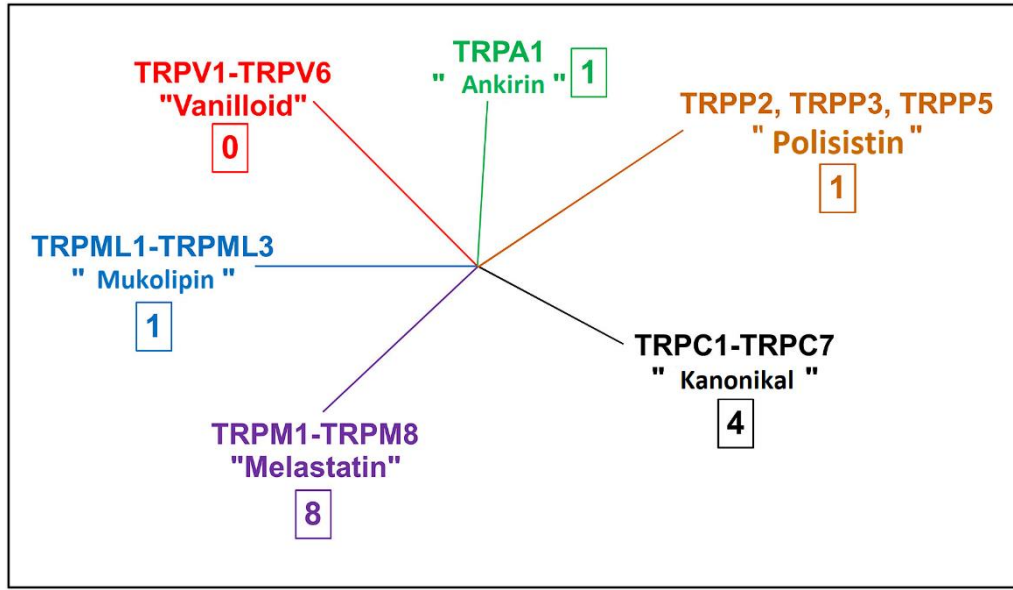 TRPV1-TRPV6
"Vanilloid"
0
TRPA1
" Ankirin "
1
TRPP2, TRPP3, TRPP5
" Polisistin "
1
TRPML1-TRPML3
" Mukolipin "
1
TRPC1-TRPC7
" Kanonikal "
4
TRPM1-TRPM8
"Melastatin"
8